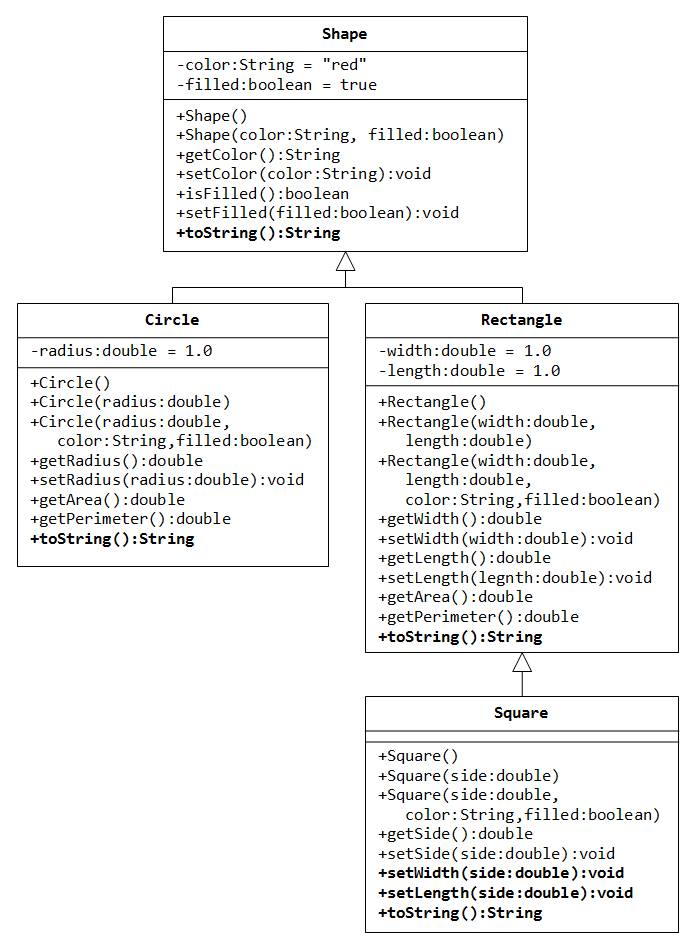 Shape
-color:String = "red"
-filled:boolean = true
+Shape()
+Shape(color:String, filled:boolean)
+getColor():String
+setColor(color:String):void
+isFilled():boolean
+setFilled(filled:boolean):void
+toString():String
Circle
-radius:double = 1.0
+Circle()
+Circle(radius:double)
+Circle(radius:double,
color:String,filled:boolean)
+getRadius():double
+setRadius(radius:double):void
+getArea():double
+getPerimeter():double
+toString():String
Rectangle
-width:double = 1.0
-length:double = 1.0
+Rectangle()
+Rectangle(width:double,
length:double)
+Rectangle(width:double,
length:double,
color:String,filled:boolean)
+getWidth():double
+setWidth(width:double):void
+getLength():double
+setLength(legnth:double):void
+getArea():double
+getPerimeter():double
+toString():String
Square
+Square()
+Square(side:double)
+Square(side:double,
color:String,filled:boolean)
+getSide():double
+setSide(side:double):void
+setWidth(side:double):void
+setLength(side:double):void
+toString():String